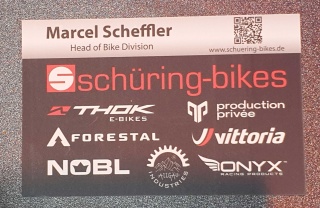 Marcel Scheffler
Head of Bike Division
www.schuering-bikes.de
schüring-bikes
THOK
E-BIKES
production
privée
FORESTAL
vittoria
NOBL
ALLGÄU
INDUSTRIES
ONYX
RACING PRODUCTS